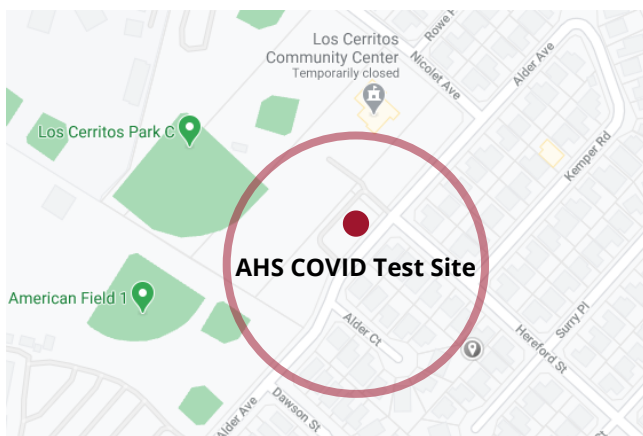 Los Cerritos
Community Center
Temporarily closed
Nicolet Ave
Alder Ave
Los Cerritos Park C
Kemper Rd
AHS COVID Test Site
American Field 1
Alder Ct
Hereford St
Surry Pl
Alder Ave
Dawson St